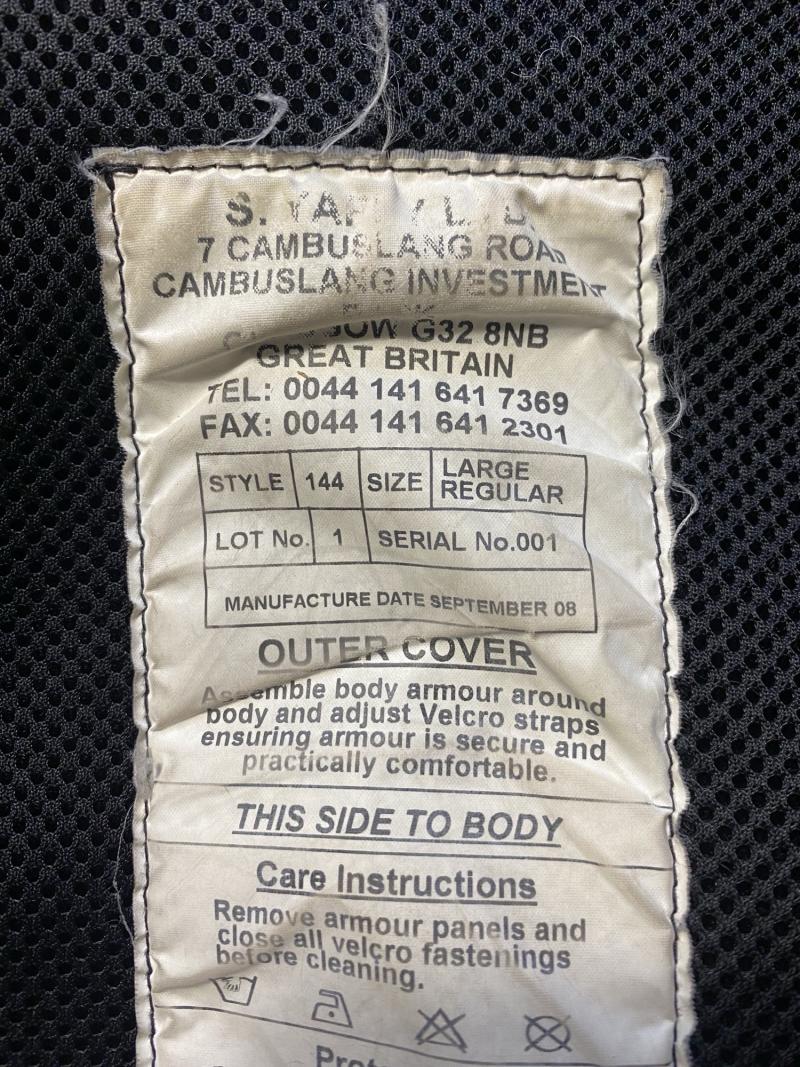 S.
7 CAMBUSLANG ROAD
CAMBUSLANG INVESTMENT
G32 8NB
GREAT BRITAIN
TEL: 0044 141 641 7369
FAX: 0044 141 641 2301
STYLE 144 SIZE LARGE REGULAR
LOT No. 1 SERIAL No.001
MANUFACTURE DATE SEPTEMBER 08
OUTER COVER
Assemble body armour around
body and adjust Velcro straps
ensuring armour is secure and
practically comfortable.
THIS SIDE TO BODY
Care Instructions
Remove armour panels and
close all velcro fastenings
before cleaning.